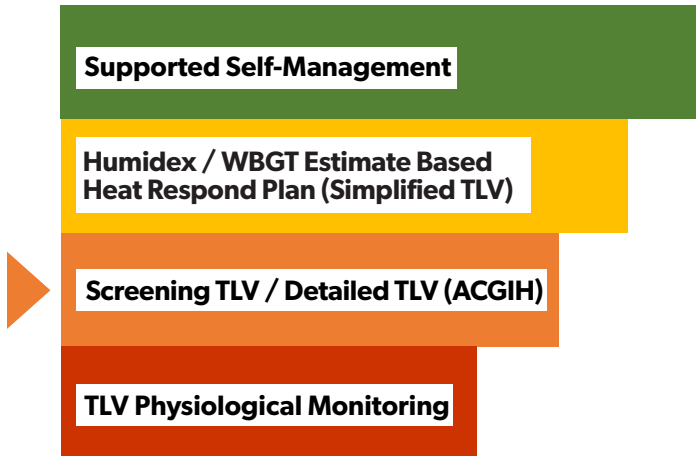 Supported Self-Management
Humidex / WBGT Estimate Based
Heat Respond Plan (Simplified TLV)
Screening TLV / Detailed TLV (ACGIH)
TLV Physiological Monitoring